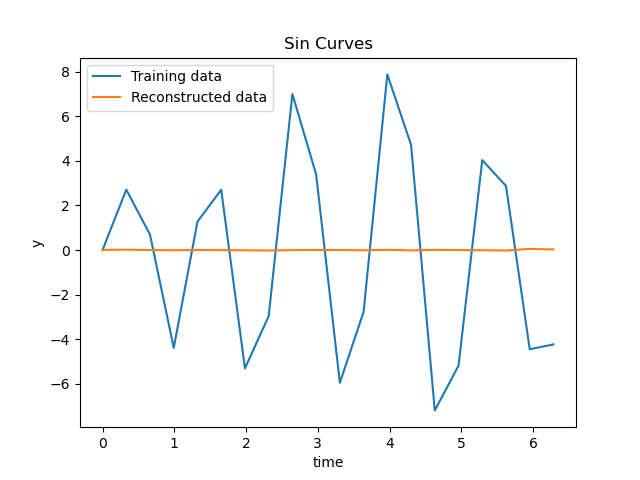 Sin Curves
Training data
Reconstructed data
8
6
4
2
0
−2
−4
−6
y
0 1 2 3 4 5 6
time